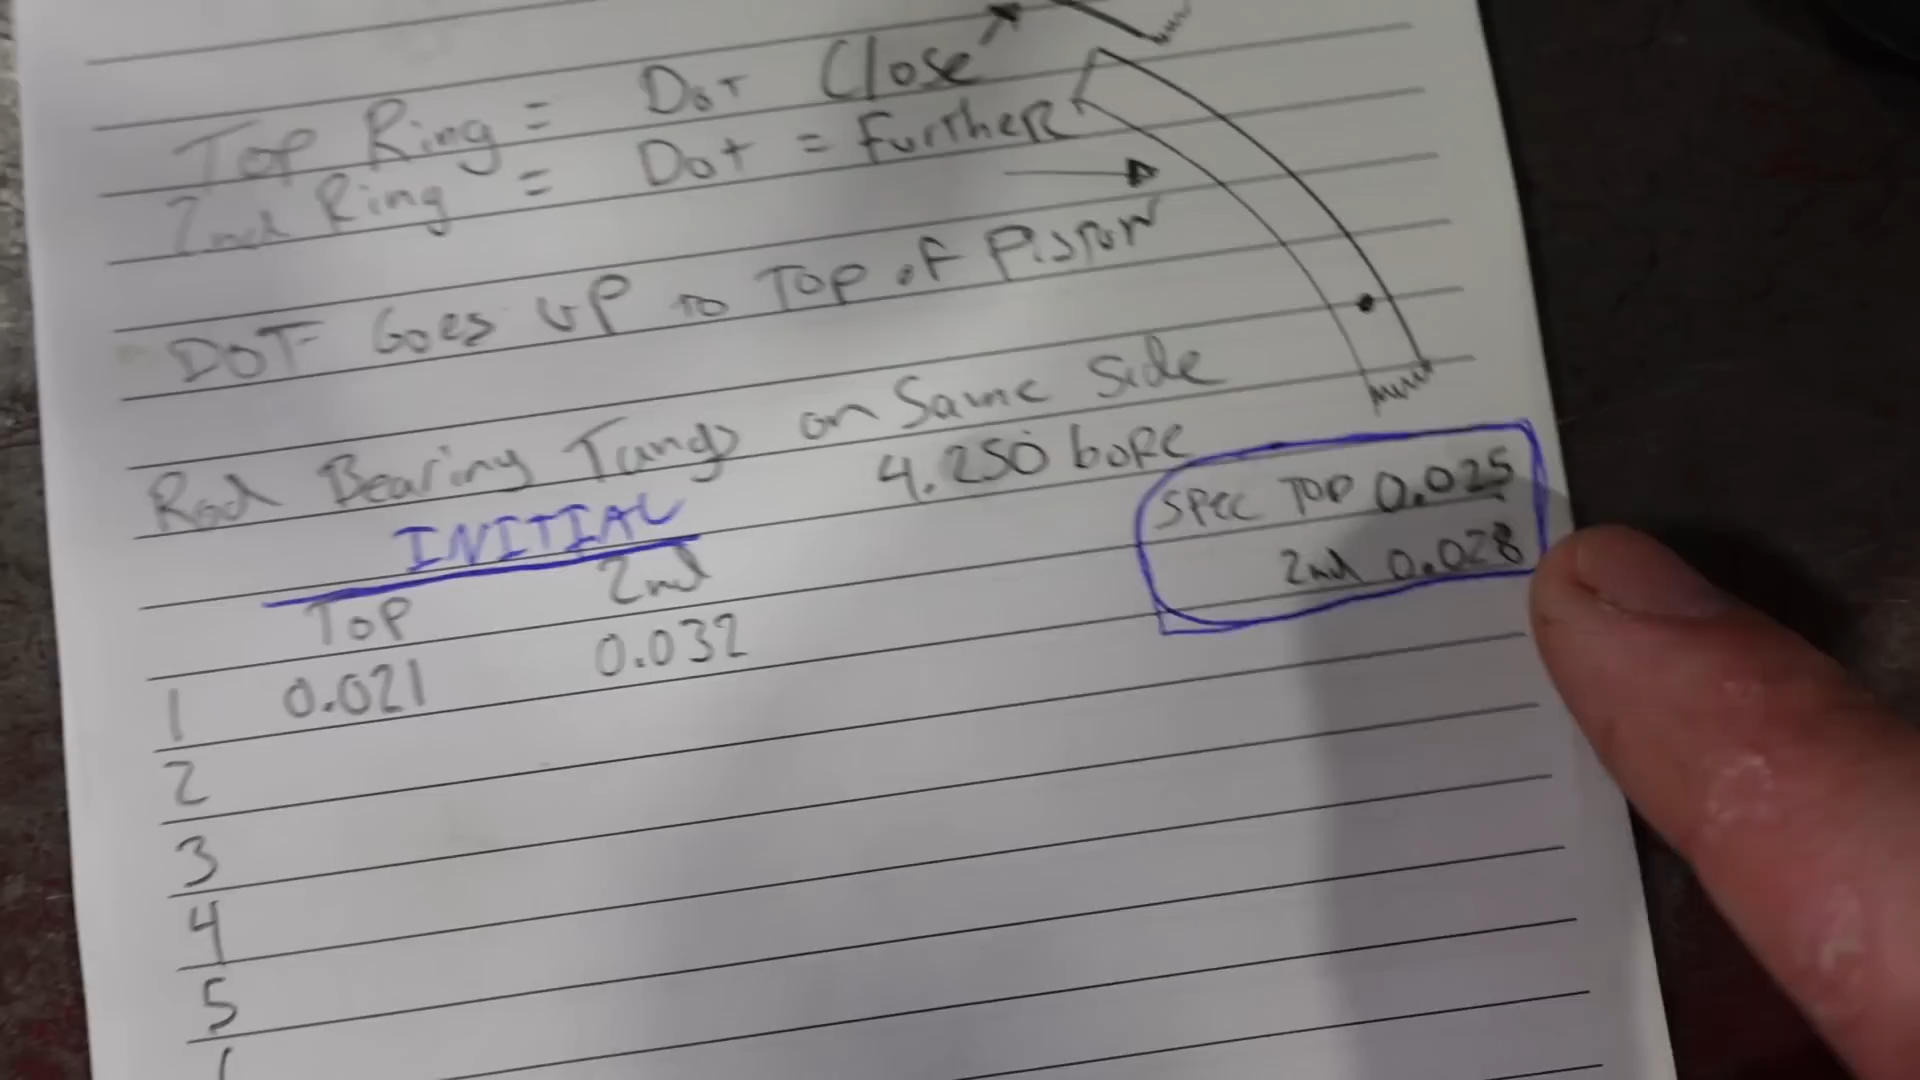 Top Ring = Dot Close
2nd Ring = Dot = Further
DOT Goes up to Top of Piston
Rod Bearing Tangs on Same Side
INITIAL
4.250 bore
Top 2nd
SPEC TOP 0.025
2nd 0.028
1 0.021 0.032
2
3
4
5